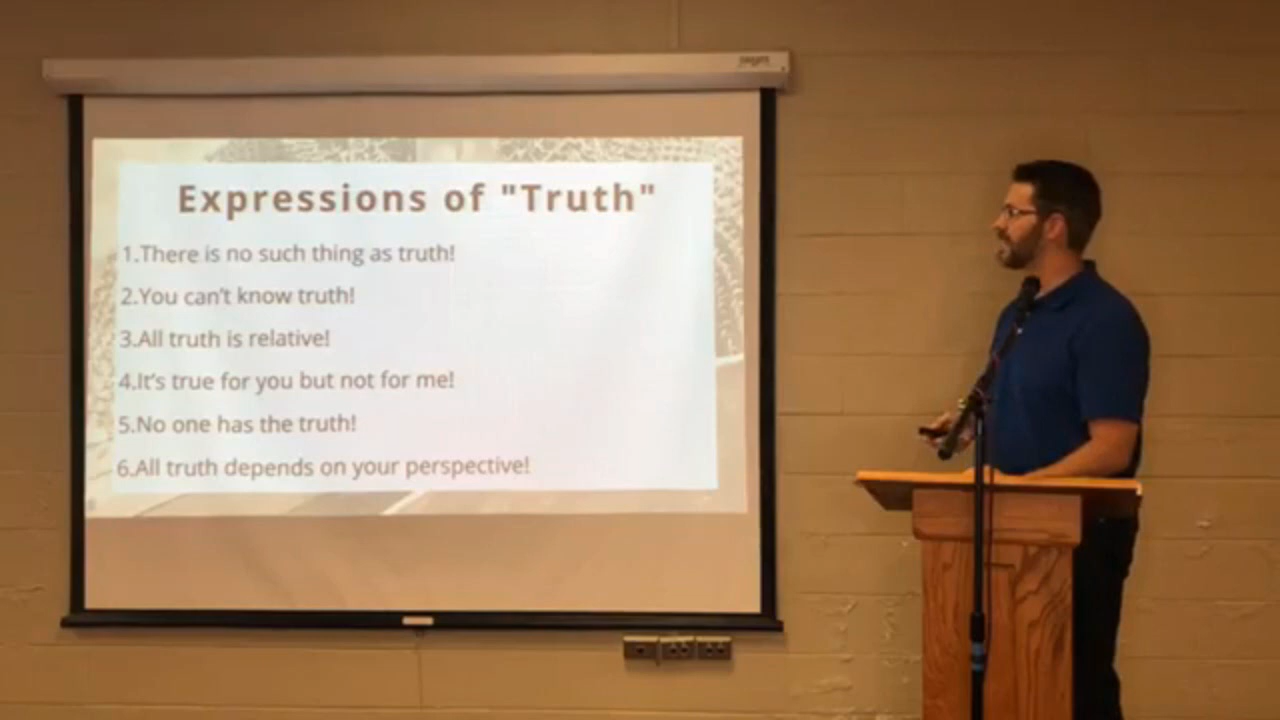 Expressions of "Truth"
1.There is no such thing as truth!
2.You can't know truth!
3.All truth is relative!
4.It's true for you but not for me!
5.No one has the truth!
6.All truth depends on your perspective!